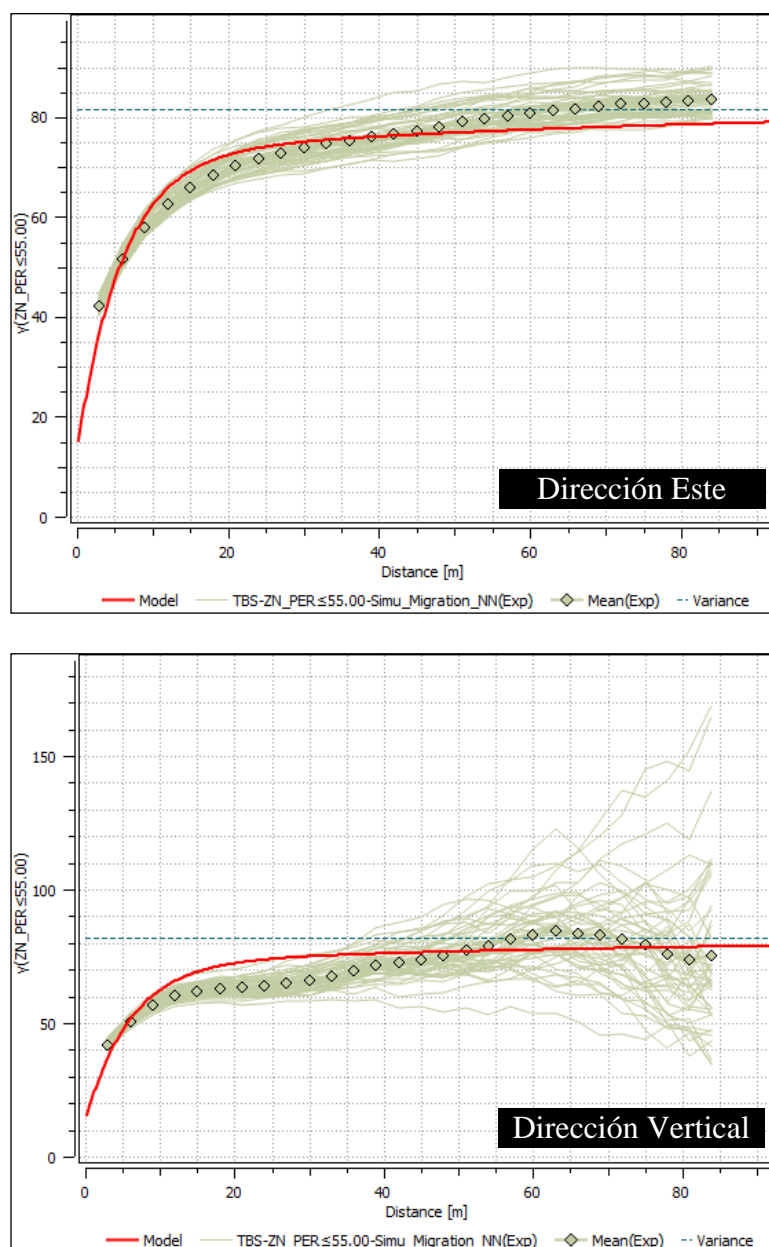 80
60
40
20
0
γ(ZN_PER≤55.00)
Dirección Este
0 20 40 60 80
Distance [m]
Model TBS-ZN_PER≤55.00-Simu_Migration_NN(Exp) Mean(Exp) Variance
150
100
50
0
γ(ZN_PER≤55.00)
Dirección Vertical
0 20 40 60 80
Distance [m]
Model TBS-ZN_PER≤55.00-Simu_Migration_NN(Exp) Mean(Exp) Variance